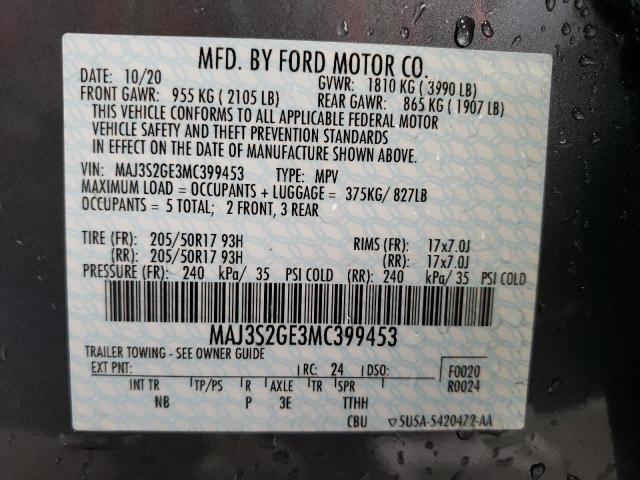 MFD. BY FORD MOTOR CO.
DATE: 10/20 GVWR: 1810 KG ( 3990 LB)
FRONT GAWR: 955 KG ( 2105 LB) REAR GAWR: 865 KG ( 1907 LB)
THIS VEHICLE CONFORMS TO ALL APPLICABLE FEDERAL MOTOR
VEHICLE SAFETY AND THEFT PREVENTION STANDARDS
IN EFFECT ON THE DATE OF MANUFACTURE SHOWN ABOVE.
VIN: MAJ3S2GE3MC399453 TYPE: MPV
MAXIMUM LOAD = OCCUPANTS + LUGGAGE = 375KG/ 827LB
OCCUPANTS = 5 TOTAL; 2 FRONT, 3 REAR
TIRE (FR): 205/50R17 93H RIMS (FR): 17x7.0J
(RR): 205/50R17 93H (RR): 17x7.0J
PRESSURE (FR): 240 kPa/ 35 PSI COLD (RR): 240 kPa/ 35 PSI COLD
MAJ3S2GE3MC399453
TRAILER TOWING - SEE OWNER GUIDE
EXT PNT: RC: 24 DSO: F0020
R0024
INT TR TP/PS R AXLE TR SPR
NB P 3E TTHH
CBU ▽5U5A-5420472-AA